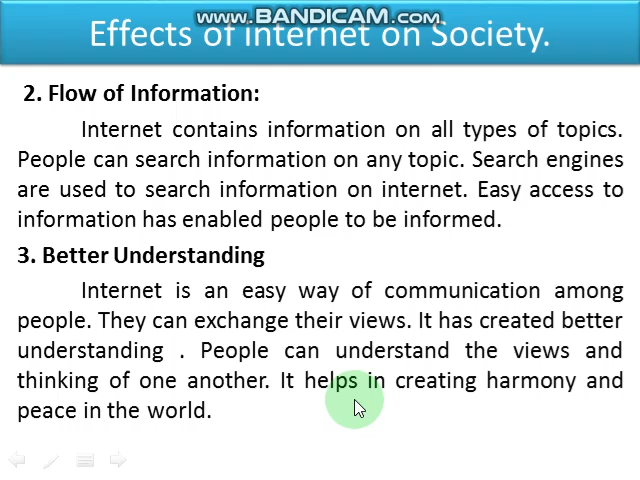 www.BANDICAM.com
Effects of internet on Society.
2. Flow of Information:
Internet contains information on all types of topics.
People can search information on any topic. Search engines
are used to search information on internet. Easy access to
information has enabled people to be informed.
3. Better Understanding
Internet is an easy way of communication among
people. They can exchange their views. It has created better
understanding . People can understand the views and
thinking of one another. It helps in creating harmony and
peace in the world.